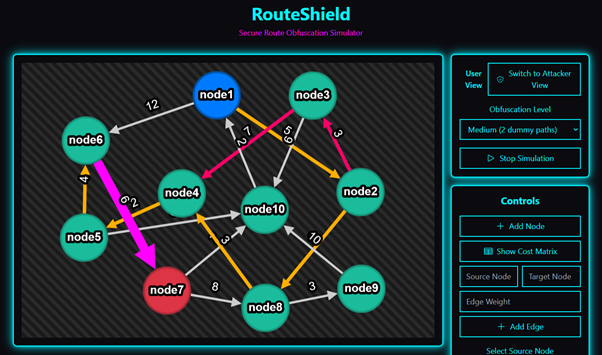 RouteShield
Secure Route Obfuscation Simulator
node1
node3
12
7
5
3
node6
2
9
4
6
2
node4
node2
node10
node5
3
10
node7
8
3
node9
node8
User View
Switch to Attacker View
Obfuscation Level
Medium (2 dummy paths)
Stop Simulation
Controls
Add Node
Show Cost Matrix
Source Node
Target Node
Edge Weight
Add Edge
Select Source Node